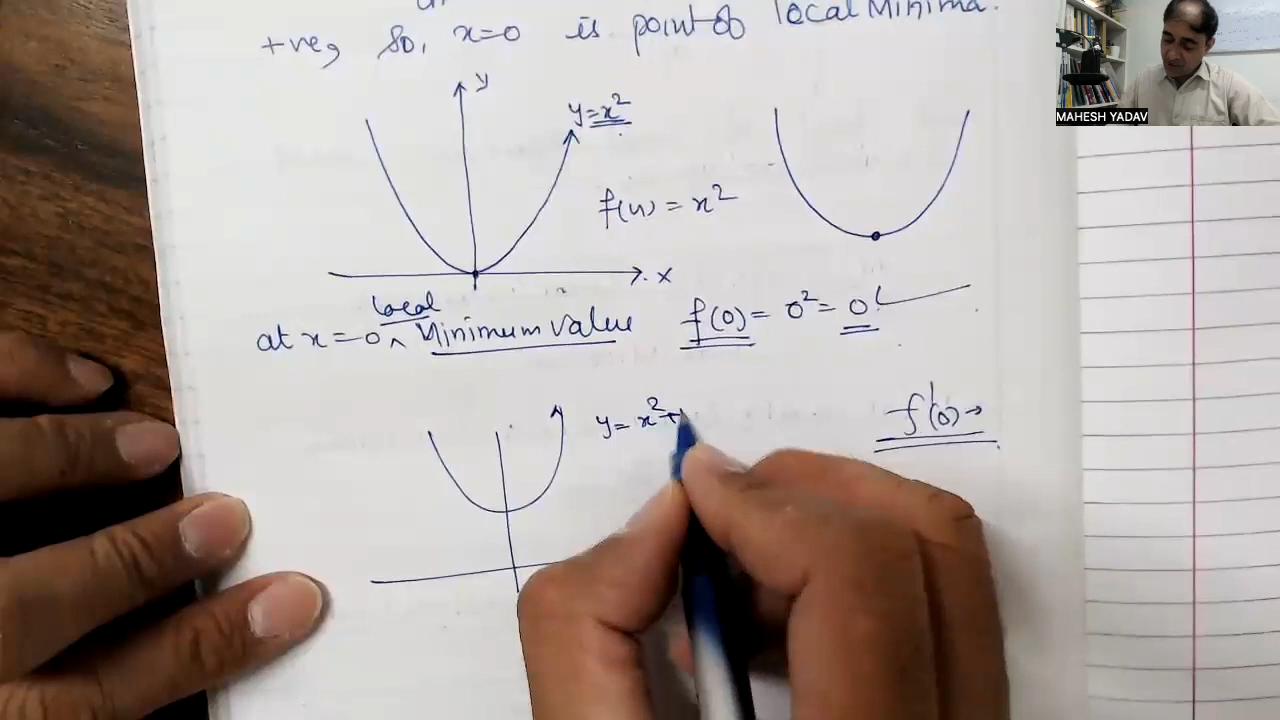 +ve, So, x=0 is point of local Minima.
y
y=x²
f(x) = x²
x
local
at x=0 ^ Minimum value f(0) = 0² = 0
y = x²+
f'(0) →
MAHESH YADAV